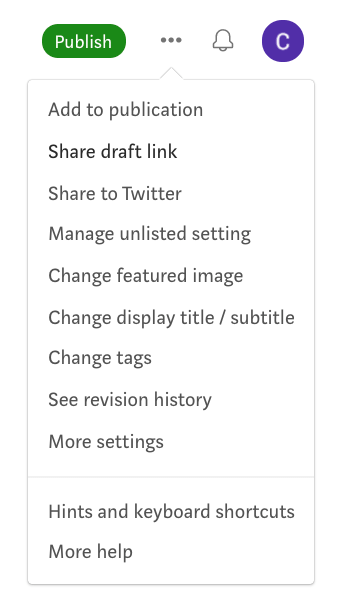 Publish
C
Add to publication
Share draft link
Share to Twitter
Manage unlisted setting
Change featured image
Change display title / subtitle
Change tags
See revision history
More settings
Hints and keyboard shortcuts
More help